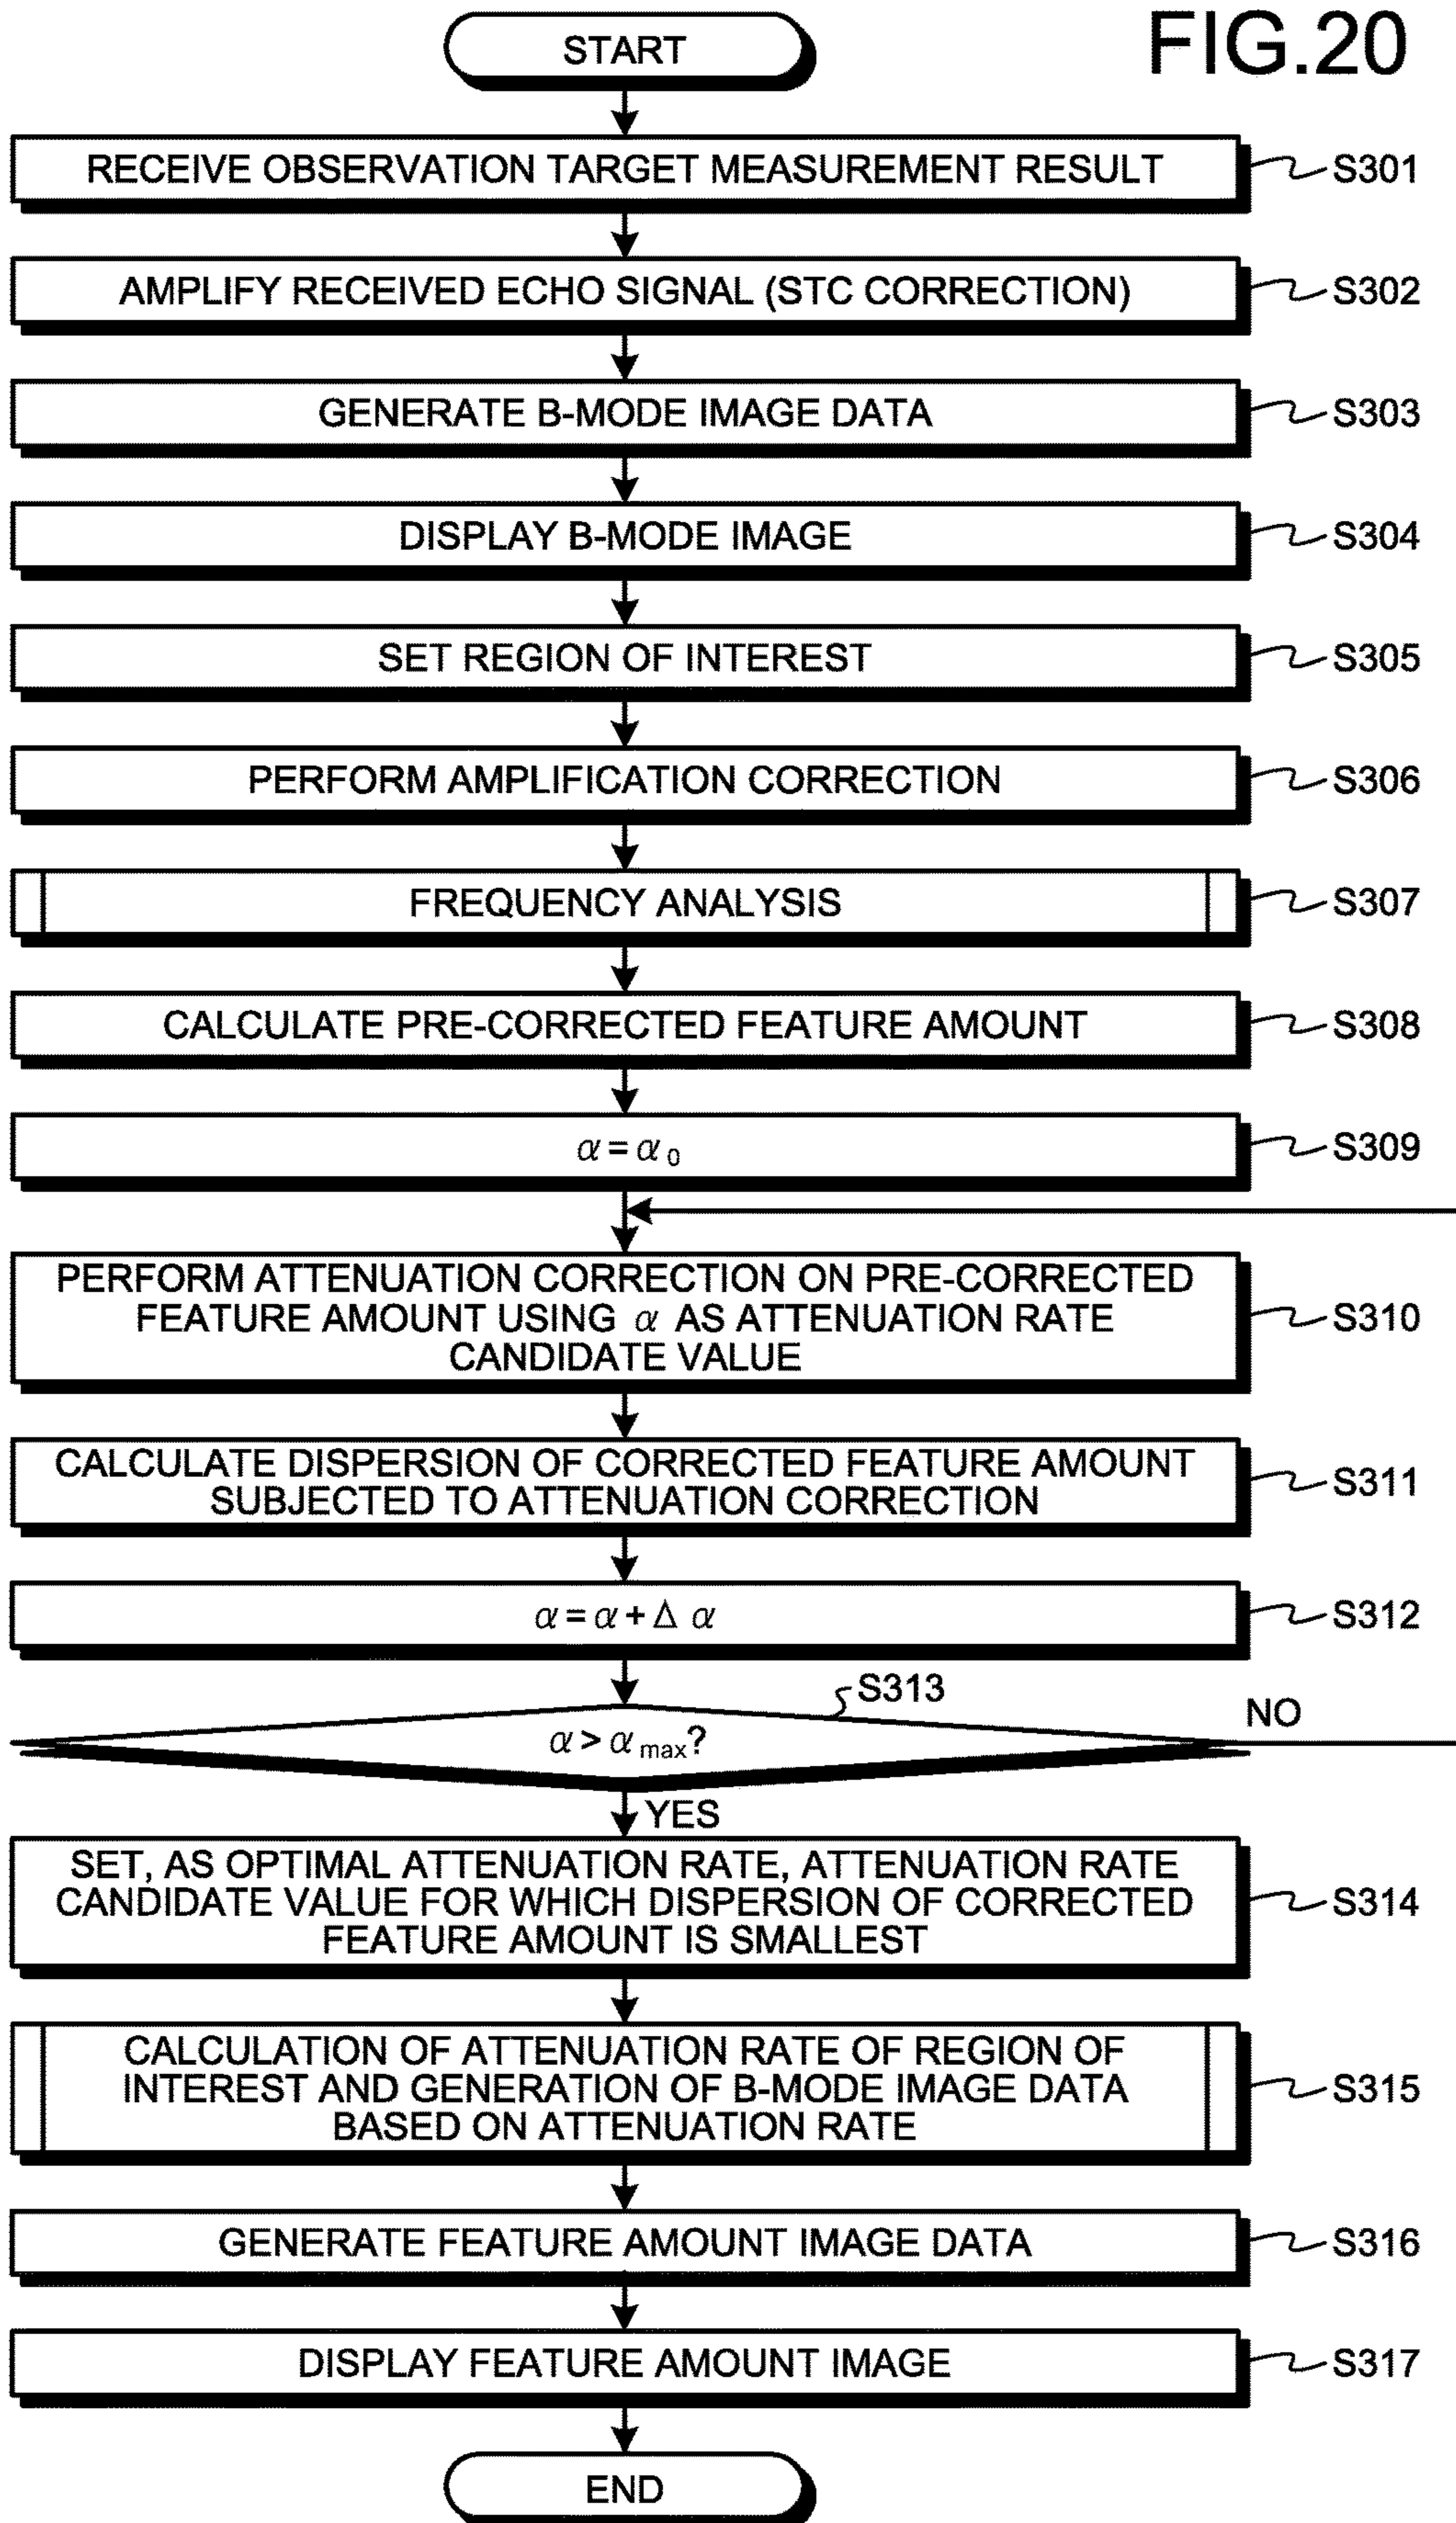 FIG.20
START
RECEIVE OBSERVATION TARGET MEASUREMENT RESULT
S301
AMPLIFY RECEIVED ECHO SIGNAL (STC CORRECTION)
S302
GENERATE B-MODE IMAGE DATA
S303
DISPLAY B-MODE IMAGE
S304
SET REGION OF INTEREST
S305
PERFORM AMPLIFICATION CORRECTION
S306
FREQUENCY ANALYSIS
S307
CALCULATE PRE-CORRECTED FEATURE AMOUNT
S308
α = α₀
S309
PERFORM ATTENUATION CORRECTION ON PRE-CORRECTED
FEATURE AMOUNT USING α AS ATTENUATION RATE
CANDIDATE VALUE
S310
CALCULATE DISPERSION OF CORRECTED FEATURE AMOUNT
SUBJECTED TO ATTENUATION CORRECTION
S311
α = α + Δ α
S312
S313
α > αmax?
NO
YES
SET, AS OPTIMAL ATTENUATION RATE, ATTENUATION RATE
CANDIDATE VALUE FOR WHICH DISPERSION OF CORRECTED
FEATURE AMOUNT IS SMALLEST
S314
CALCULATION OF ATTENUATION RATE OF REGION OF
INTEREST AND GENERATION OF B-MODE IMAGE DATA
BASED ON ATTENUATION RATE
S315
GENERATE FEATURE AMOUNT IMAGE DATA
S316
DISPLAY FEATURE AMOUNT IMAGE
S317
END